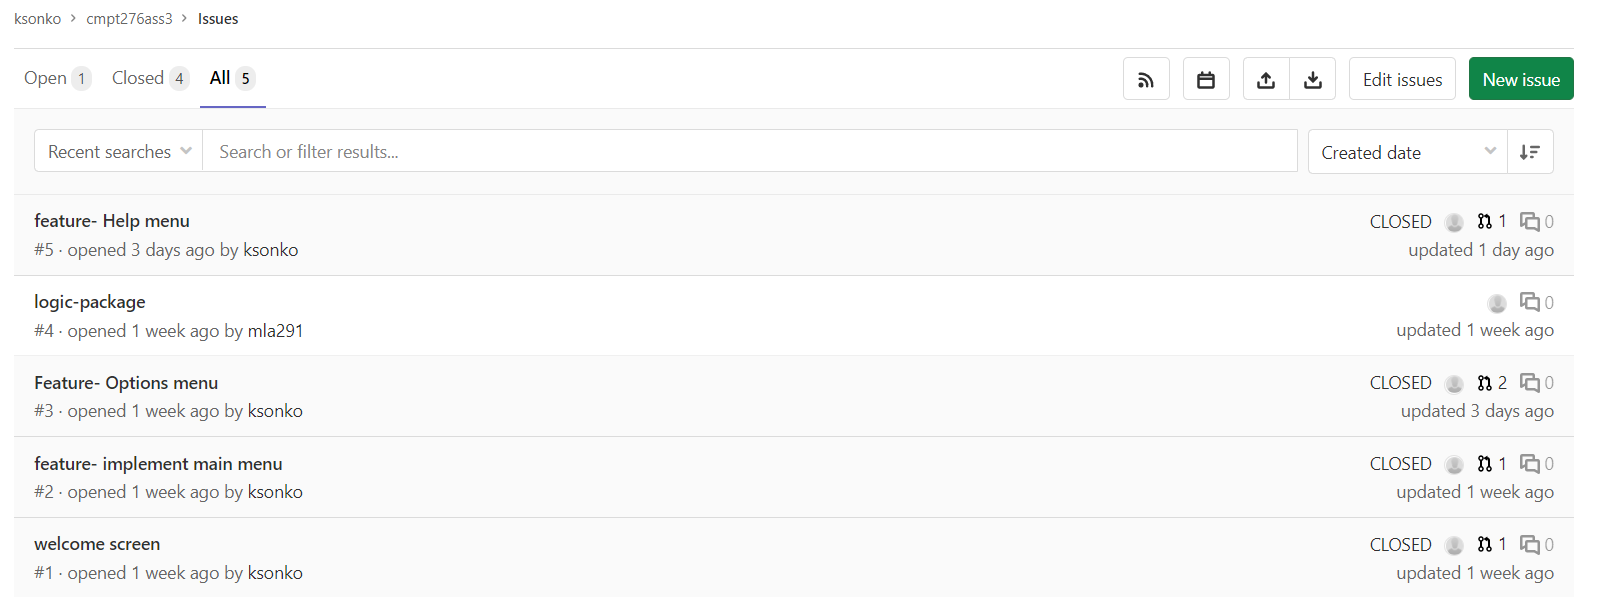 ksonko > cmpt276ass3 > Issues
Open 1 Closed 4 All 5 Edit issues New issue
Recent searches Search or filter results... Created date
feature- Help menu CLOSED 1 0
#5 · opened 3 days ago by ksonko updated 1 day ago
logic-package 0
#4 · opened 1 week ago by mla291 updated 1 week ago
Feature- Options menu CLOSED 2 0
#3 · opened 1 week ago by ksonko updated 3 days ago
feature- implement main menu CLOSED 1 0
#2 · opened 1 week ago by ksonko updated 1 week ago
welcome screen CLOSED 1 0
#1 · opened 1 week ago by ksonko updated 1 week ago